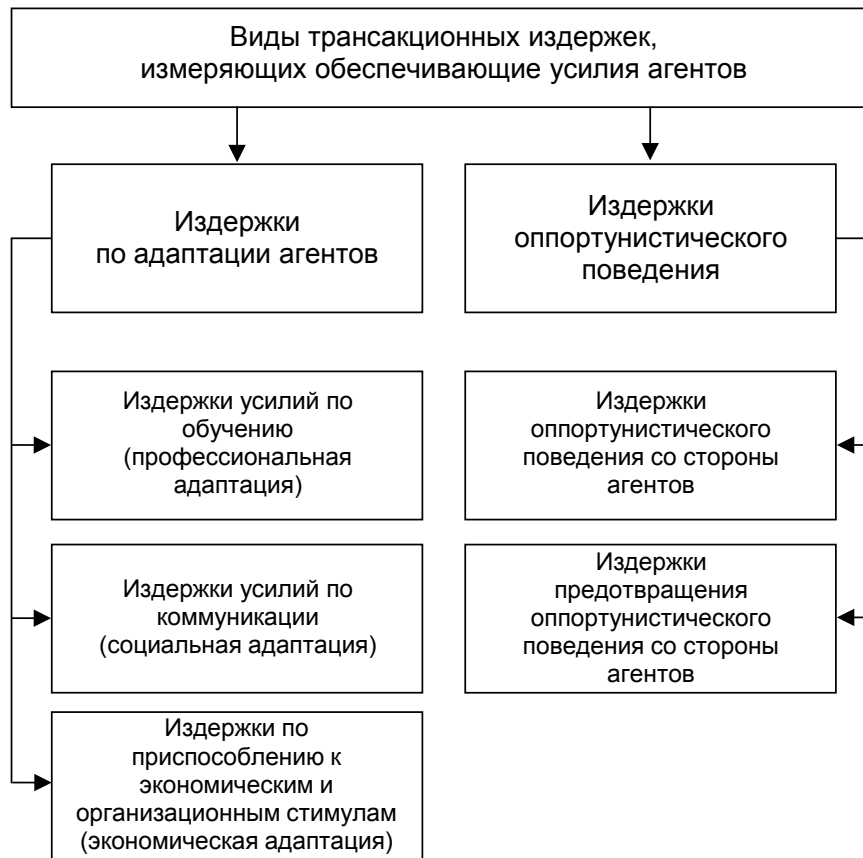 Виды трансакционных издержек,
измеряющих обеспечивающие усилия агентов
Издержки
по адаптации агентов
Издержки
оппортунистического
поведения
Издержки усилий по
обучению
(профессиональная
адаптация)
Издержки
оппортунистического
поведения со стороны
агентов
Издержки усилий по
коммуникации
(социальная адаптация)
Издержки
предотвращения
оппортунистического
поведения со стороны
агентов
Издержки по
приспособлению к
экономическим и
организационным стимулам
(экономическая адаптация)